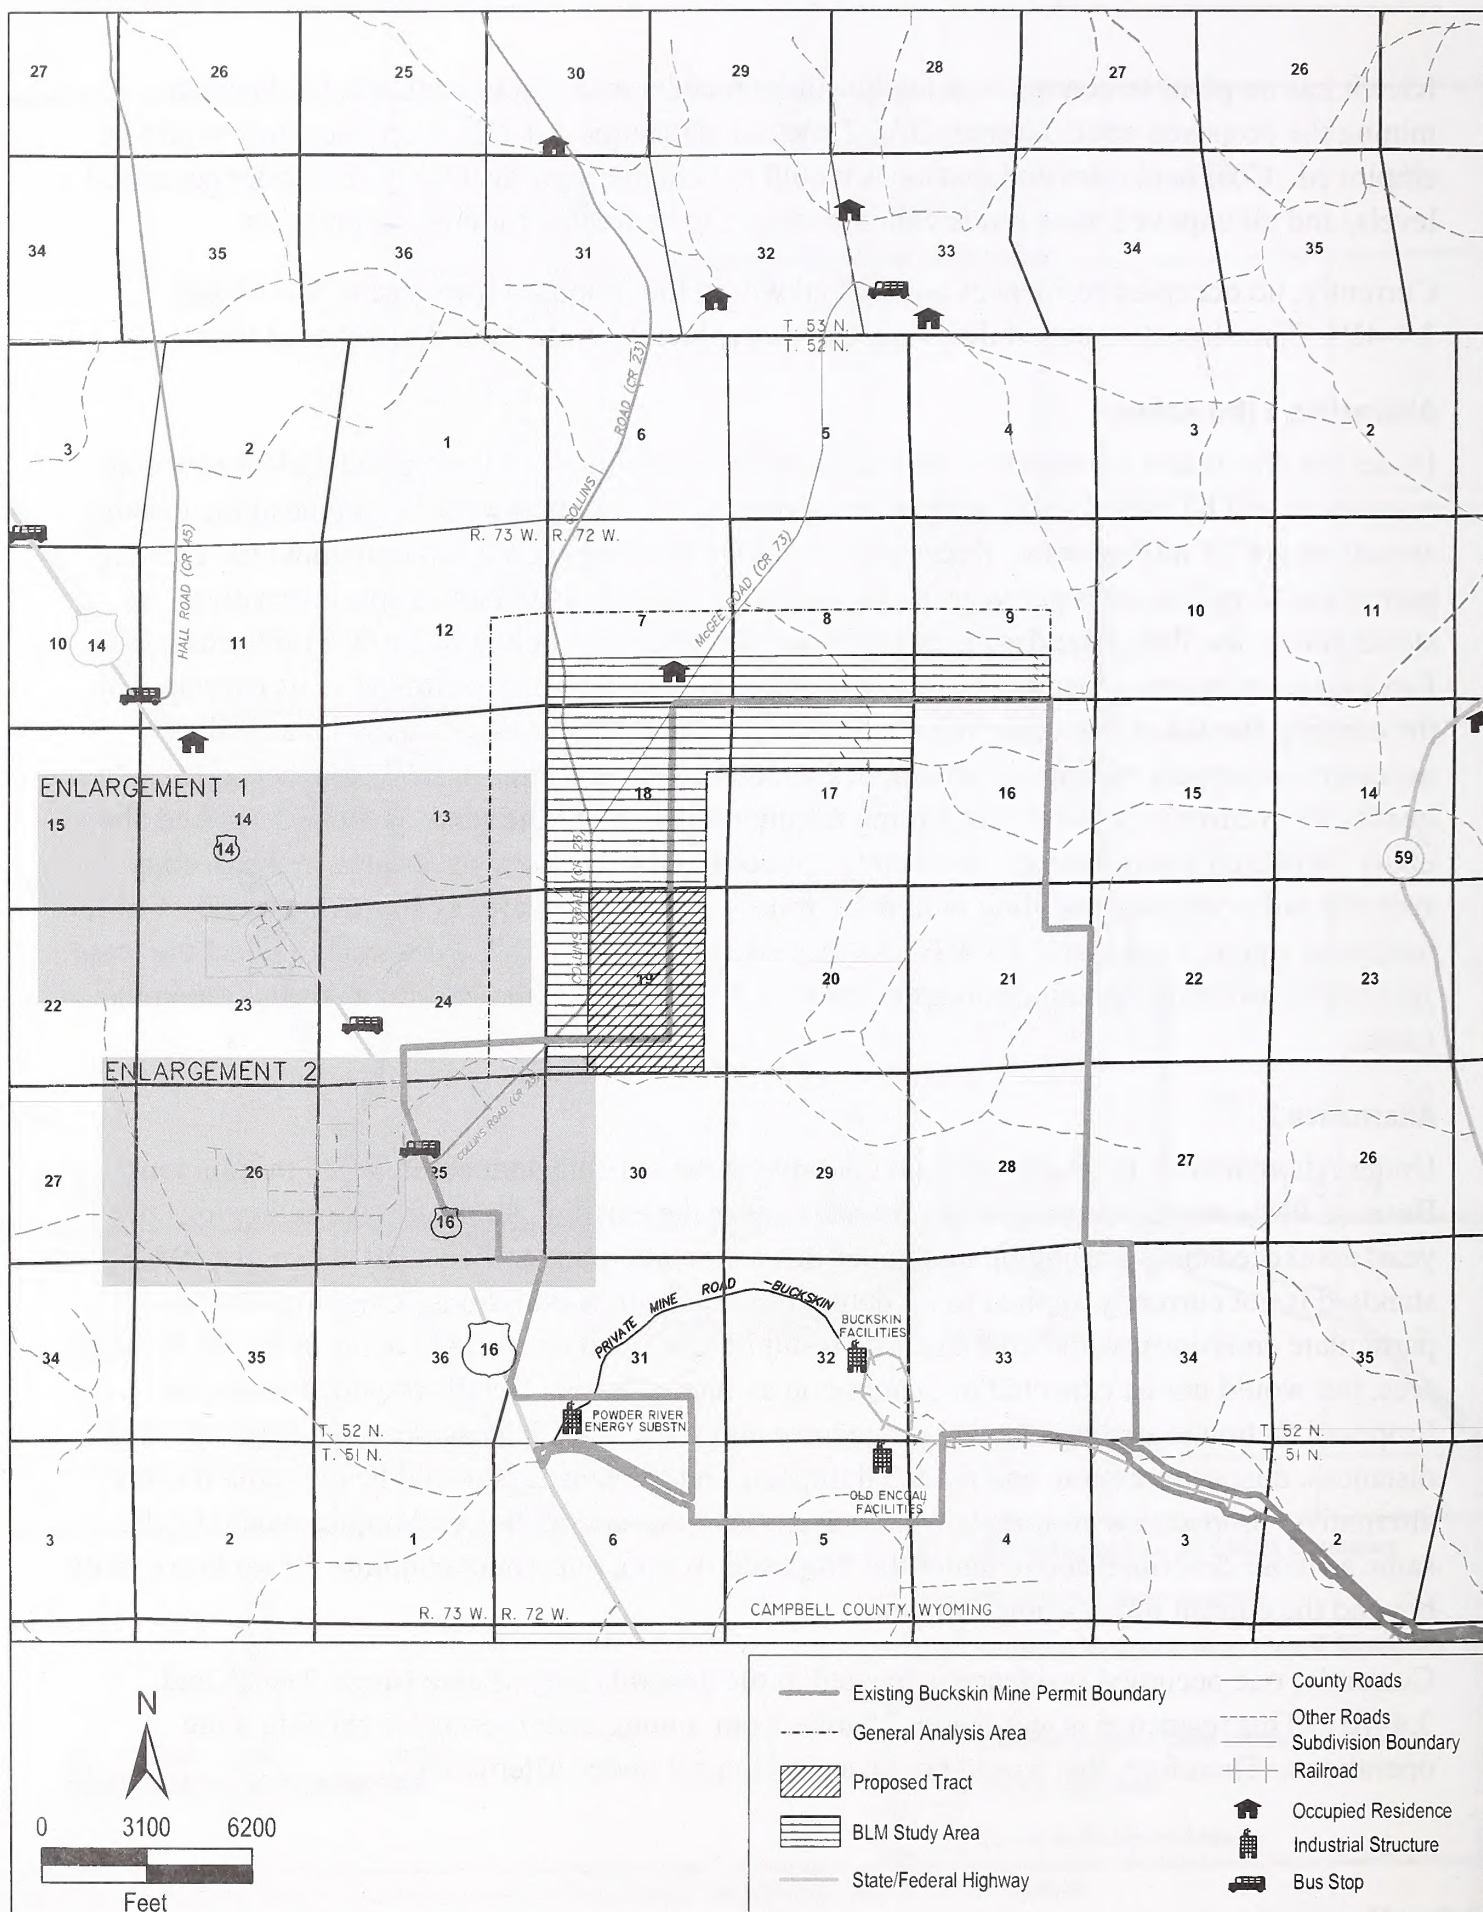 27 26 25 30 29 28 27 26
34 35 36 31 32 33 34 35
T. 53 N.
T. 52 N.
3 2 1 6 5 4 3 2
COLLINS ROAD (CR 23)
R. 73 W. R. 72 W.
HALL ROAD (CR 45)
McGEE ROAD (CR 73)
10 14 11 12 7 8 9 10 11
ENLARGEMENT 1
15 14 13 18 17 16 15 14
14
59
COLLINS ROAD (CR 23)
22 23 24 19 20 21 22 23
ENLARGEMENT 2
COLLINS ROAD (CR 23)
27 26 25 30 29 28 27 26
16
PRIVATE MINE ROAD - BUCKSKIN
BUCKSKIN
FACILITIES
34 35 36 16 31 32 33 34 35
POWDER RIVER
ENERGY SUBSTN
T. 52 N.
T. 51 N.
T. 52 N.
T. 51 N.
OLD ENCOAL
FACILITIES
3 2 1 6 5 4 3 2
R. 73 W. R. 72 W.
CAMPBELL COUNTY, WYOMING
N
0 3100 6200
Feet
Existing Buckskin Mine Permit Boundary
General Analysis Area
Proposed Tract
BLM Study Area
State/Federal Highway
County Roads
Other Roads
Subdivision Boundary
Railroad
Occupied Residence
Industrial Structure
Bus Stop